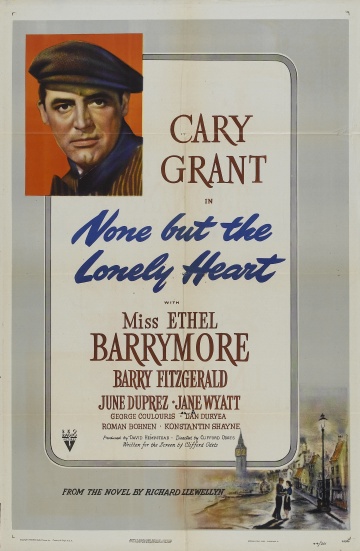 CARY
GRANT
IN
None but the
Lonely Heart
WITH
Miss ETHEL
BARRYMORE
BARRY FITZGERALD
JUNE DUPREZ • JANE WYATT
GEORGE COULOURIS • DAN DURYEA
ROMAN BOHNEN • KONSTANTIN SHAYNE
Produced by DAVID HEMPSTEAD • Directed by CLIFFORD ODETS
Written for the Screen by Clifford Odets
RKO
RADIO
FROM THE NOVEL BY RICHARD LLEWELLYN